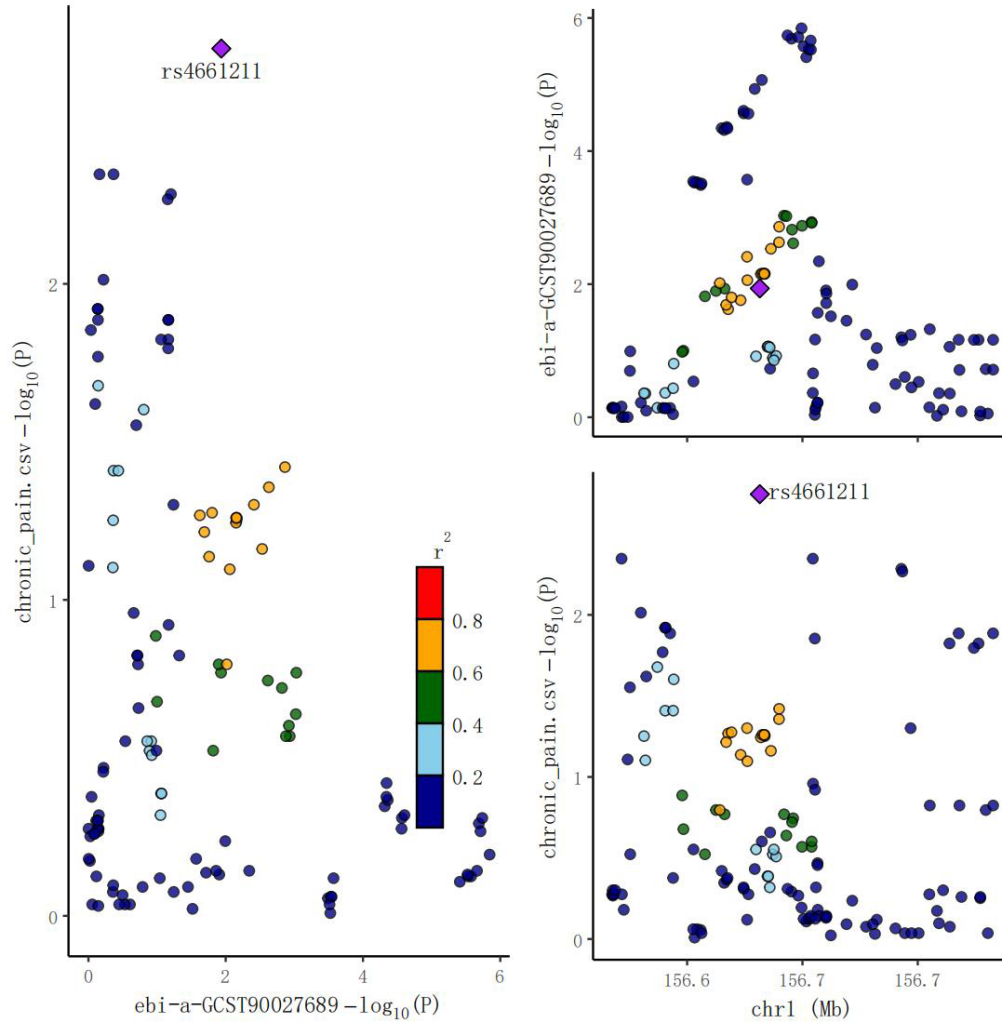 rs4661211
chronic_pain.csv -log10(P)
2
1
0
0
2
4
6
ebi-a-GCST90027689 -log10(P)
r2
0.8
0.6
0.4
0.2
6
4
2
0
ebi-a-GCST90027689 -log10(P)
rs4661211
2
1
0
chronic_pain.csv -log10(P)
156.6
156.7
156.7
chr1 (Mb)